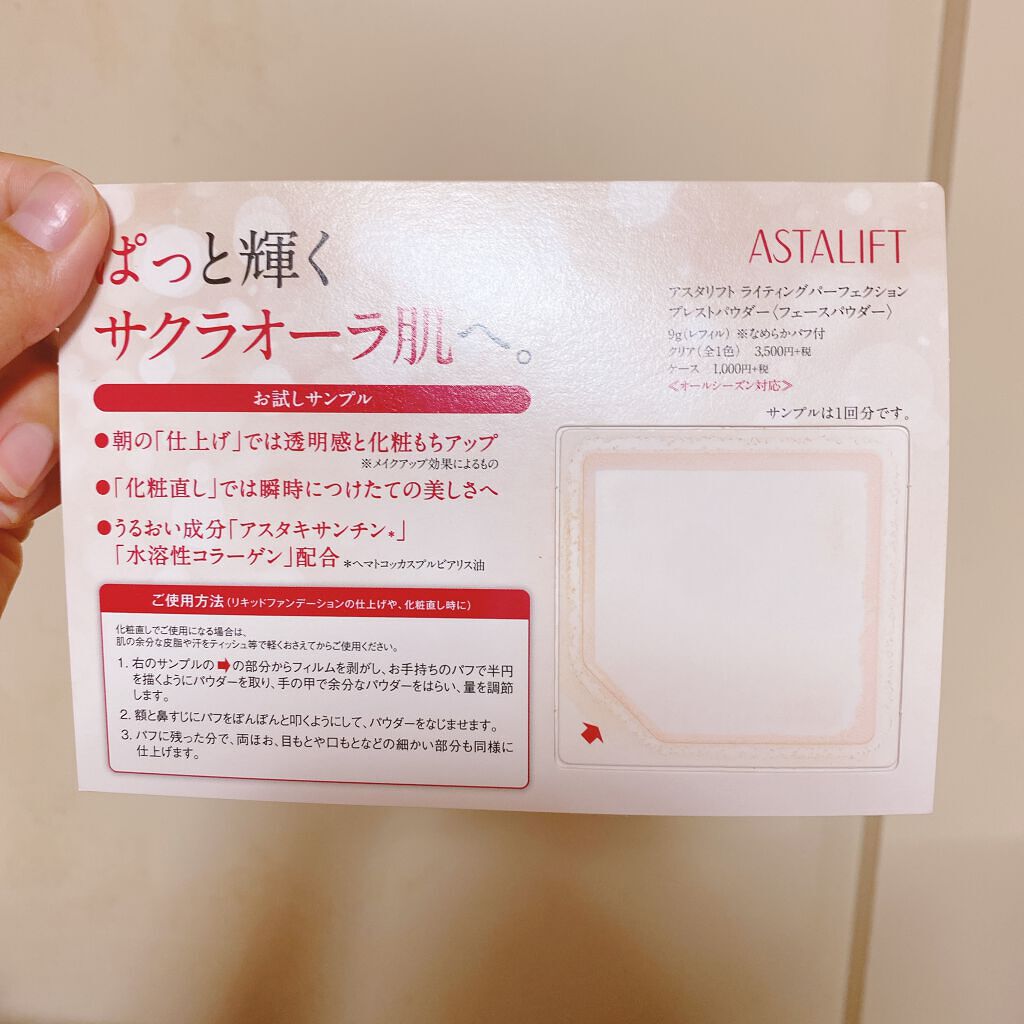 ぱっと輝く
サクラオーラ肌へ。
お試しサンプル
●朝の「仕上げ」では透明感と化粧もちアップ
※メイクアップ効果によるもの
●「化粧直し」では瞬時につけたての美しさへ
●うるおい成分「アスタキサンチン*」
「水溶性コラーゲン」配合 *ヘマトコッカスプルビアリス油
ご使用方法(リキッドファンデーションの仕上げや、化粧直し時に)
化粧直しでご使用になる場合は、
肌の余分な皮脂や汗をティッシュ等で軽くおさえてからご使用ください。
1. 右のサンプルの➡の部分からフィルムを剥がし、お手持ちのパフで半円
を描くようにパウダーを取り、手の甲で余分なパウダーをはらい、量を調節
します。
2. 額と鼻すじにパフをぽんぽんと叩くようにして、パウダーをなじませます。
3. パフに残った分で、両ほお、目もとや口もとなどの細かい部分も同様に
仕上げます。
ASTALIFT
アスタリフト ライティングパーフェクション
プレストパウダー〈フェースパウダー〉
9g(レフィル) ※なめらかパフ付
クリア(全1色) 3,500円+税
ケース 1,000円+税
≪オールシーズン対応≫
サンプルは1回分です。